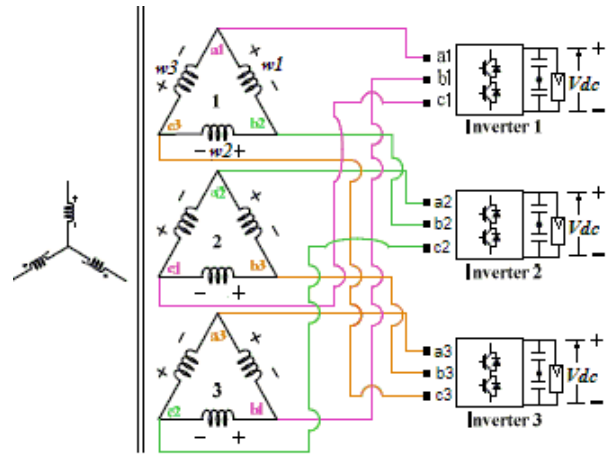 a1
w3
w1
1
c3
b2
w2
− +
a1
b1
c1
Inverter 1
V
Vdc
+
−
a2
2
c1
b3
− +
a2
b2
c2
Inverter 2
V
Vdc
+
−
a3
3
c2
b1
− +
a3
b3
c3
Inverter 3
V
Vdc
+
−